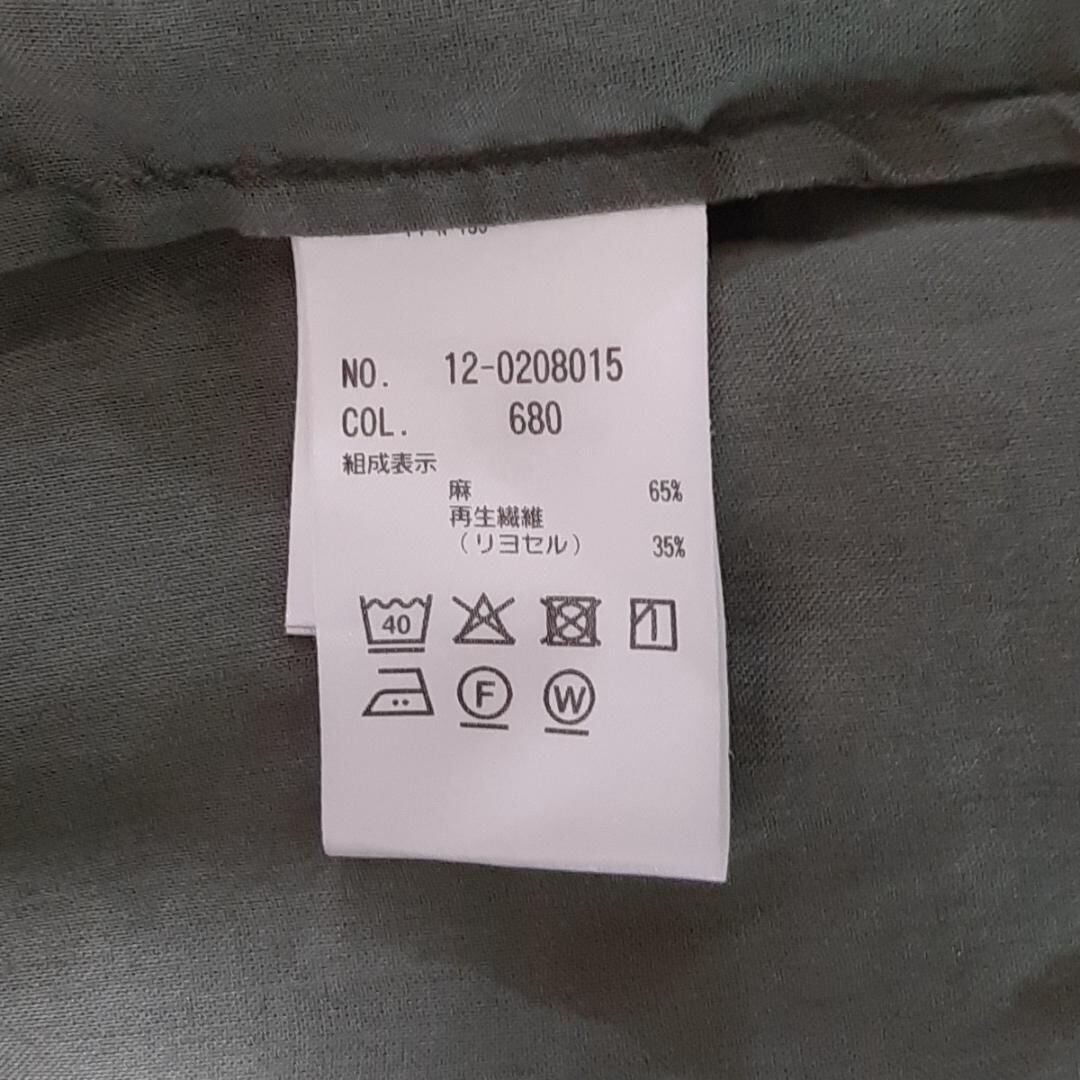 NO. 12-0208015
COL. 680
組成表示
麻 65%
再生繊維
(リヨセル) 35%
40
F W